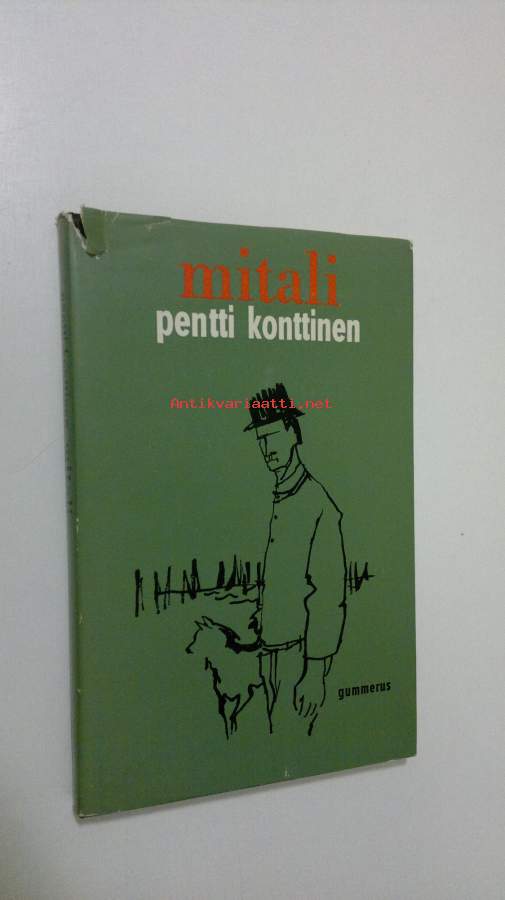 mitali
pentti konttinen
Antikvariaatti.net
gummerus